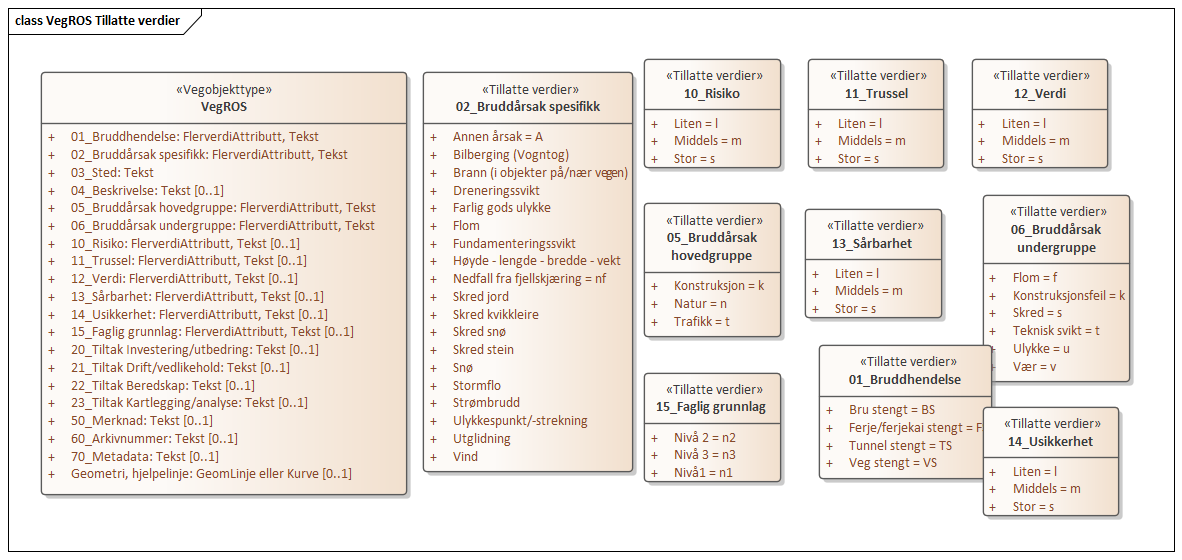 class VegROS Tillatte verdier
«Vegobjekttype»
VegROS
+ 01_Bruddhendelse: FlerverdiAttributt, Tekst
+ 02_Bruddårsak spesifikk: FlerverdiAttributt, Tekst
+ 03_Sted: Tekst
+ 04_Beskrivelse: Tekst [0..1]
+ 05_Bruddårsak hovedgruppe: FlerverdiAttributt, Tekst
+ 06_Bruddårsak undergruppe: FlerverdiAttributt, Tekst
+ 10_Risiko: FlerverdiAttributt, Tekst [0..1]
+ 11_Trussel: FlerverdiAttributt, Tekst [0..1]
+ 12_Verdi: FlerverdiAttributt, Tekst [0..1]
+ 13_Sårbarhet: FlerverdiAttributt, Tekst [0..1]
+ 14_Usikkerhet: FlerverdiAttributt, Tekst [0..1]
+ 15_Faglig grunnlag: FlerverdiAttributt, Tekst [0..1]
+ 20_Tiltak Investering/utbedring: Tekst [0..1]
+ 21_Tiltak Drift/vedlikehold: Tekst [0..1]
+ 22_Tiltak Beredskap: Tekst [0..1]
+ 23_Tiltak Kartlegging/analyse: Tekst [0..1]
+ 50_Merknad: Tekst [0..1]
+ 60_Arkivnummer: Tekst [0..1]
+ 70_Metadata: Tekst [0..1]
+ Geometri, hjelpelinje: GeomLinje eller Kurve [0..1]
«Tillatte verdier»
02_Bruddårsak spesifikk
+ Annen årsak = A
+ Bilberging (Vogntog)
+ Brann (i objekter på/nær vegen)
+ Dreneringssvikt
+ Farlig gods ulykke
+ Flom
+ Fundamenteringssvikt
+ Høyde - lengde - bredde - vekt
+ Nedfall fra fjellskjæring = nf
+ Skred jord
+ Skred kvikkleire
+ Skred snø
+ Skred stein
+ Snø
+ Stormflo
+ Strømbrudd
+ Ulykkespunkt/-strekning
+ Utglidning
+ Vind
«Tillatte verdier»
10_Risiko
+ Liten = l
+ Middels = m
+ Stor = s
«Tillatte verdier»
11_Trussel
+ Liten = l
+ Middels = m
+ Stor = s
«Tillatte verdier»
12_Verdi
+ Liten = l
+ Middels = m
+ Stor = s
«Tillatte verdier»
05_Bruddårsak
hovedgruppe
+ Konstruksjon = k
+ Natur = n
+ Trafikk = t
«Tillatte verdier»
13_Sårbarhet
+ Liten = l
+ Middels = m
+ Stor = s
«Tillatte verdier»
06_Bruddårsak
undergruppe
+ Flom = f
+ Konstruksjonsfeil = k
+ Skred = s
+ Teknisk svikt = t
+ Ulykke = u
+ Vær = v
«Tillatte verdier»
15_Faglig grunnlag
+ Nivå 2 = n2
+ Nivå 3 = n3
+ Nivå1 = n1
«Tillatte verdier»
01_Bruddhendelse
+ Bru stengt = BS
+ Ferje/ferjekai stengt = F
+ Tunnel stengt = TS
+ Veg stengt = VS
«Tillatte verdier»
14_Usikkerhet
+ Liten = l
+ Middels = m
+ Stor = s